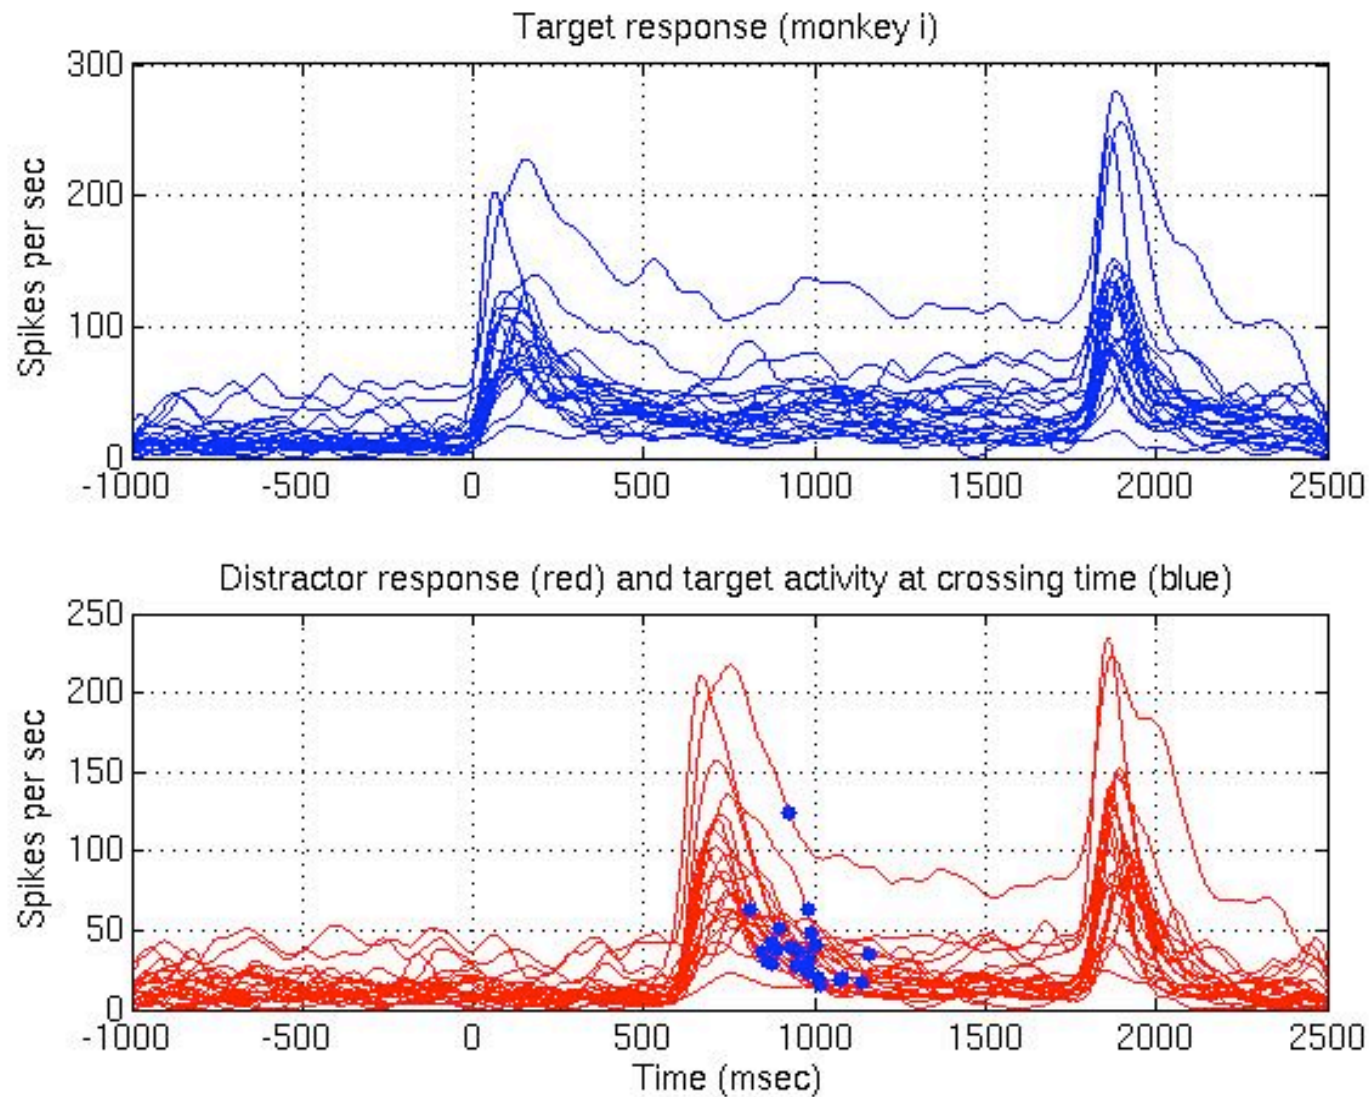 Target response (monkey i)
300
200
100
0
Spikes per sec
-1000 -500 0 500 1000 1500 2000 2500
Distractor response (red) and target activity at crossing time (blue)
250
200
150
100
50
0
Spikes per sec
-1000 -500 0 500 1000 1500 2000 2500
Time (msec)